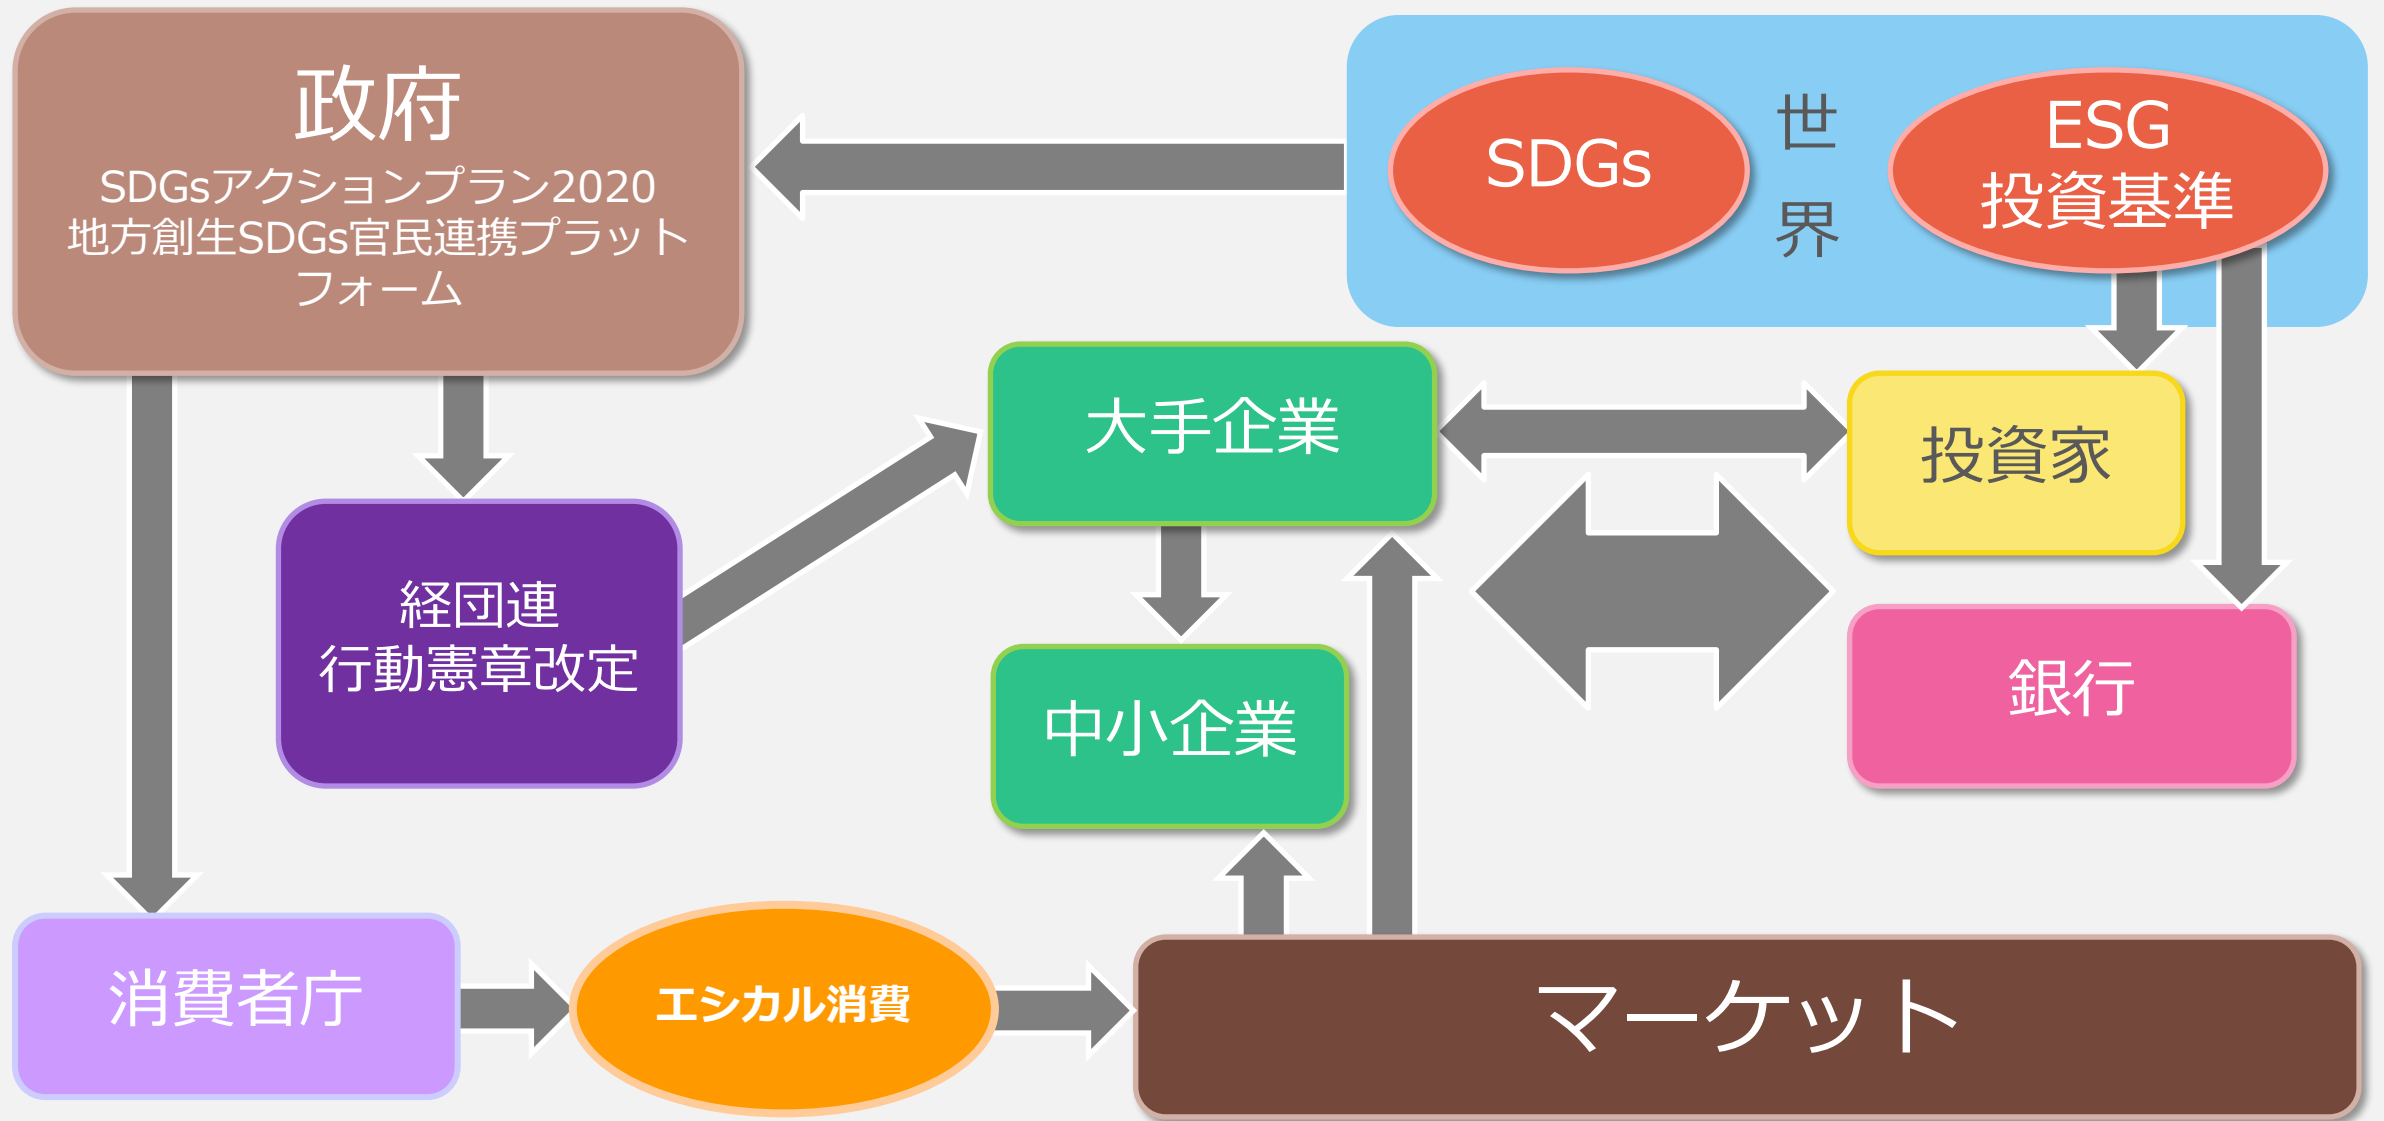 政府
SDGsアクションプラン2020
地方創生SDGs官民連携プラット
フォーム
SDGs
世
界
ESG
投資基準
大手企業
投資家
経団連
行動憲章改定
中小企業
銀行
消費者庁
エシカル消費
マーケット